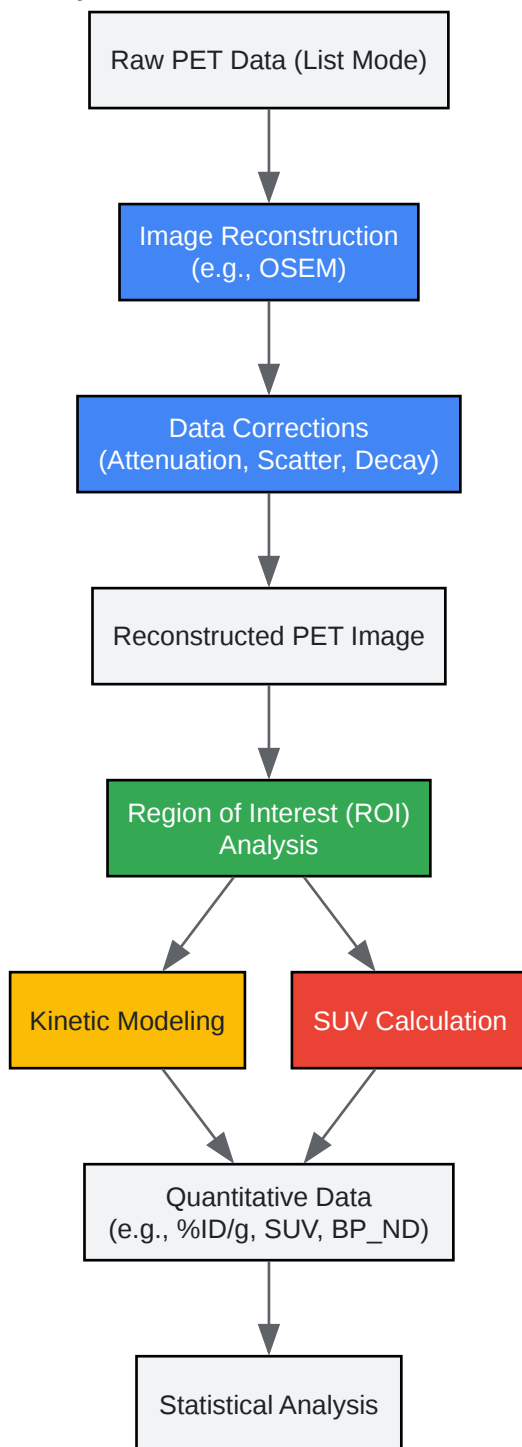 Raw PET Data (List Mode)
Image Reconstruction
(e.g., OSEM)
Data Corrections
(Attenuation, Scatter, Decay)
Reconstructed PET Image
Region of Interest (ROI)
Analysis
Kinetic Modeling
SUV Calculation
Quantitative Data
(e.g., %ID/g, SUV, BP_ND)
Statistical Analysis